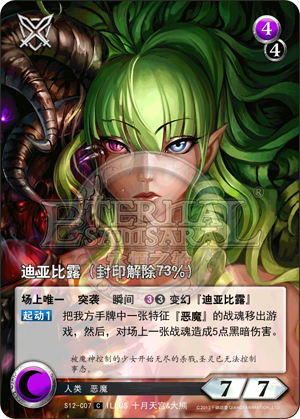 4
4
ETERNAL
SAMSARA
迪亚比露（封印解除73%）
场上唯一 突袭 瞬间 3 3 变幻『迪亚比露』
起动1 把我方手牌中一张特征『恶魔』的战魂移出游
戏，然后，对场上一张战魂造成5点黑暗伤害。
被魔神控制的少女开始无尽的杀戮,圣灵已无法控制
事态。
人类 恶魔
7/7
S12-C07 C ILLUS 十月天宫&大熊